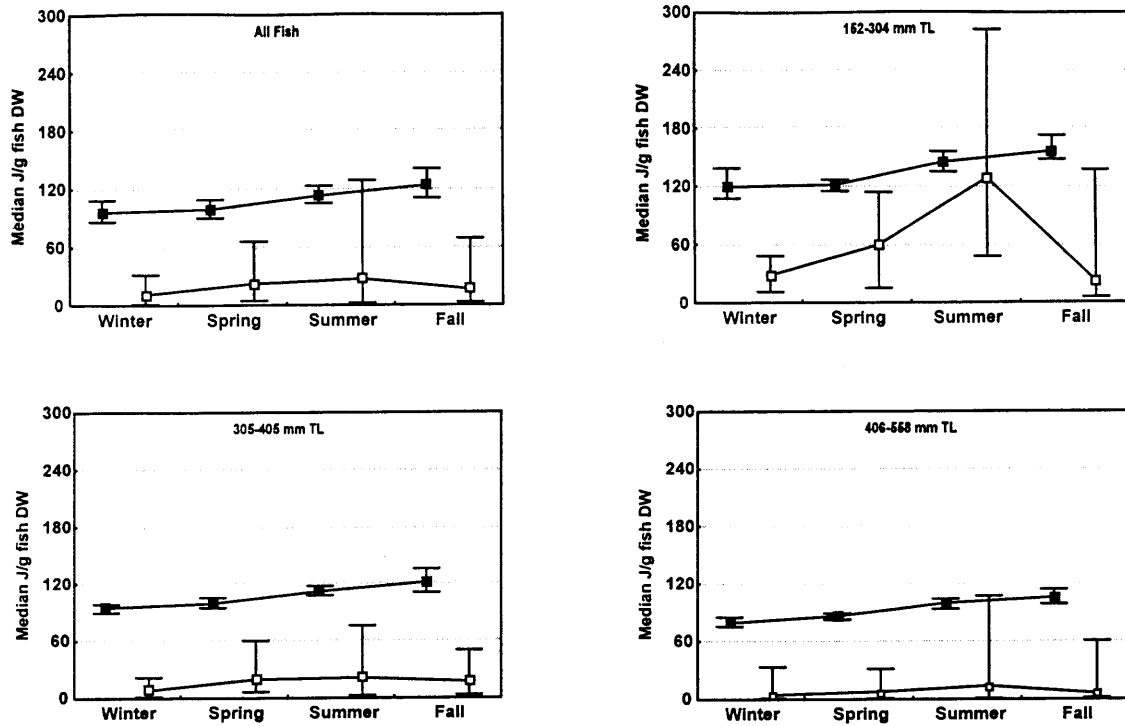 All Fish
Median J/g fish DW
300
240
180
120
60
0
Winter Spring Summer Fall
152-304 mm TL
Median J/g fish DW
300
240
180
120
60
0
Winter Spring Summer Fall
305-405 mm TL
Median J/g fish DW
300
240
180
120
60
0
Winter Spring Summer Fall
406-558 mm TL
Median J/g fish DW
300
240
180
120
60
0
Winter Spring Summer Fall